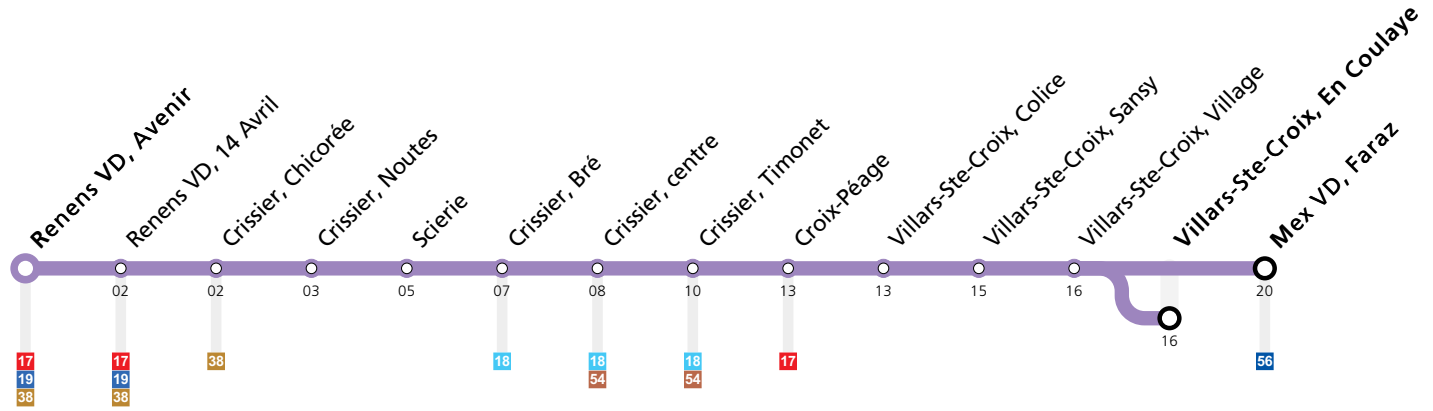 Renens VD, Avenir
Renens VD, 14 Avril
Crissier, Chicorée
Crissier, Noutes
Scierie
Crissier, Bré
Crissier, centre
Crissier, Timonet
Croix-Péage
Villars-Ste-Croix, Colice
Villars-Ste-Croix, Sansy
Villars-Ste-Croix, Village
Villars-Ste-Croix, En Coulaye
Mex VD, Faraz
02 02 03 05 07 08 10 13 13 15 16 20
16
17 17 38 18 18 18 17 56
19 19 54 54
38 38